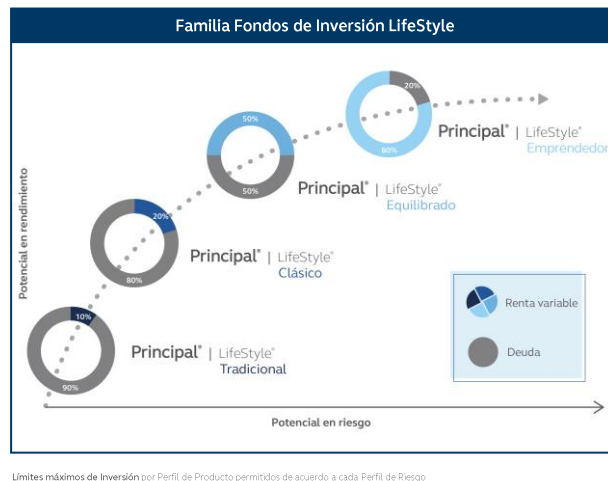 Familia Fondos de Inversión LifeStyle
20%
80%
Principal® | LifeStyle®
Emprendedor
50%
50%
Principal® | LifeStyle®
Equilibrado
20%
80%
Principal® | LifeStyle®
Clásico
10%
90%
Principal® | LifeStyle®
Tradicional
Renta variable
Deuda
Potencial en rendimiento
Potencial en riesgo
Límites máximos de Inversión por Perfil de Producto permitidos de acuerdo a cada Perfil de Riesgo